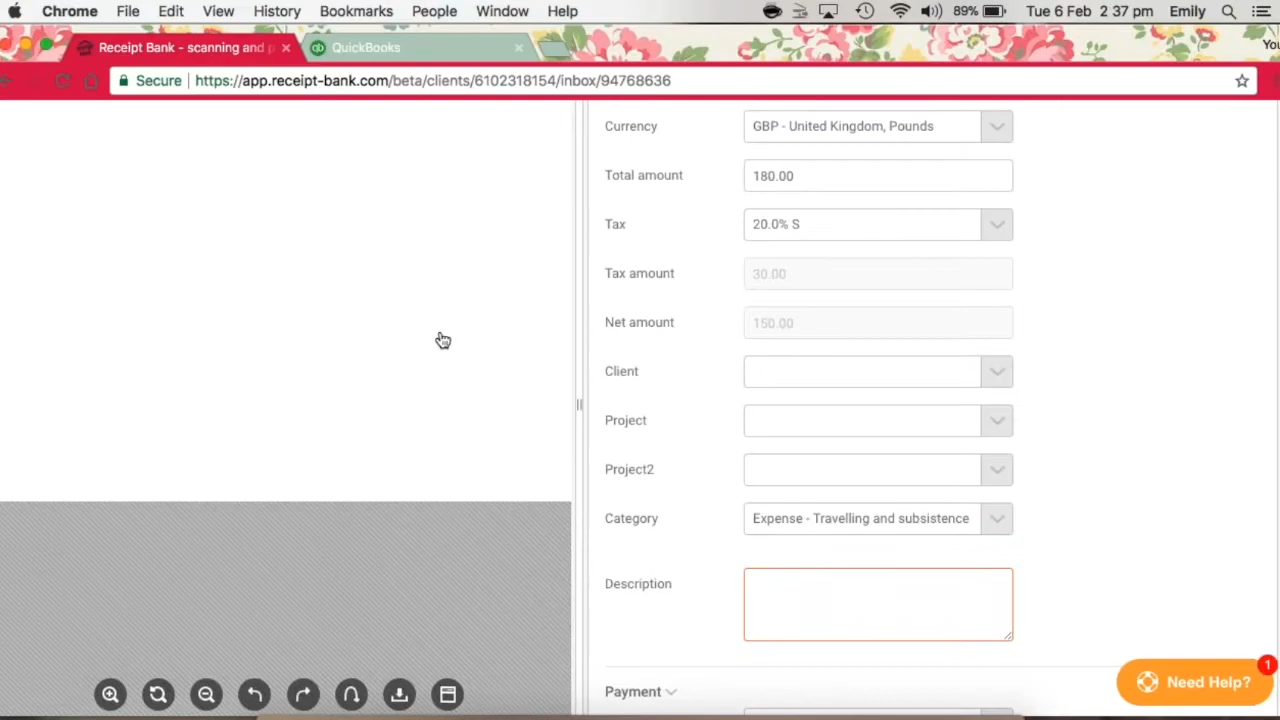 Chrome File Edit View History Bookmarks People Window Help 89% Tue 6 Feb 2 37 pm Emily
Receipt Bank - scanning and p
QuickBooks
You
Secure https://app.receipt-bank.com/beta/clients/6102318154/inbox/94768636
Currency GBP - United Kingdom, Pounds
Total amount 180.00
Tax 20.0% S
Tax amount 30.00
Net amount 150.00
Client
Project
Project2
Category Expense - Travelling and subsistence
Description
Payment
Need Help?
1